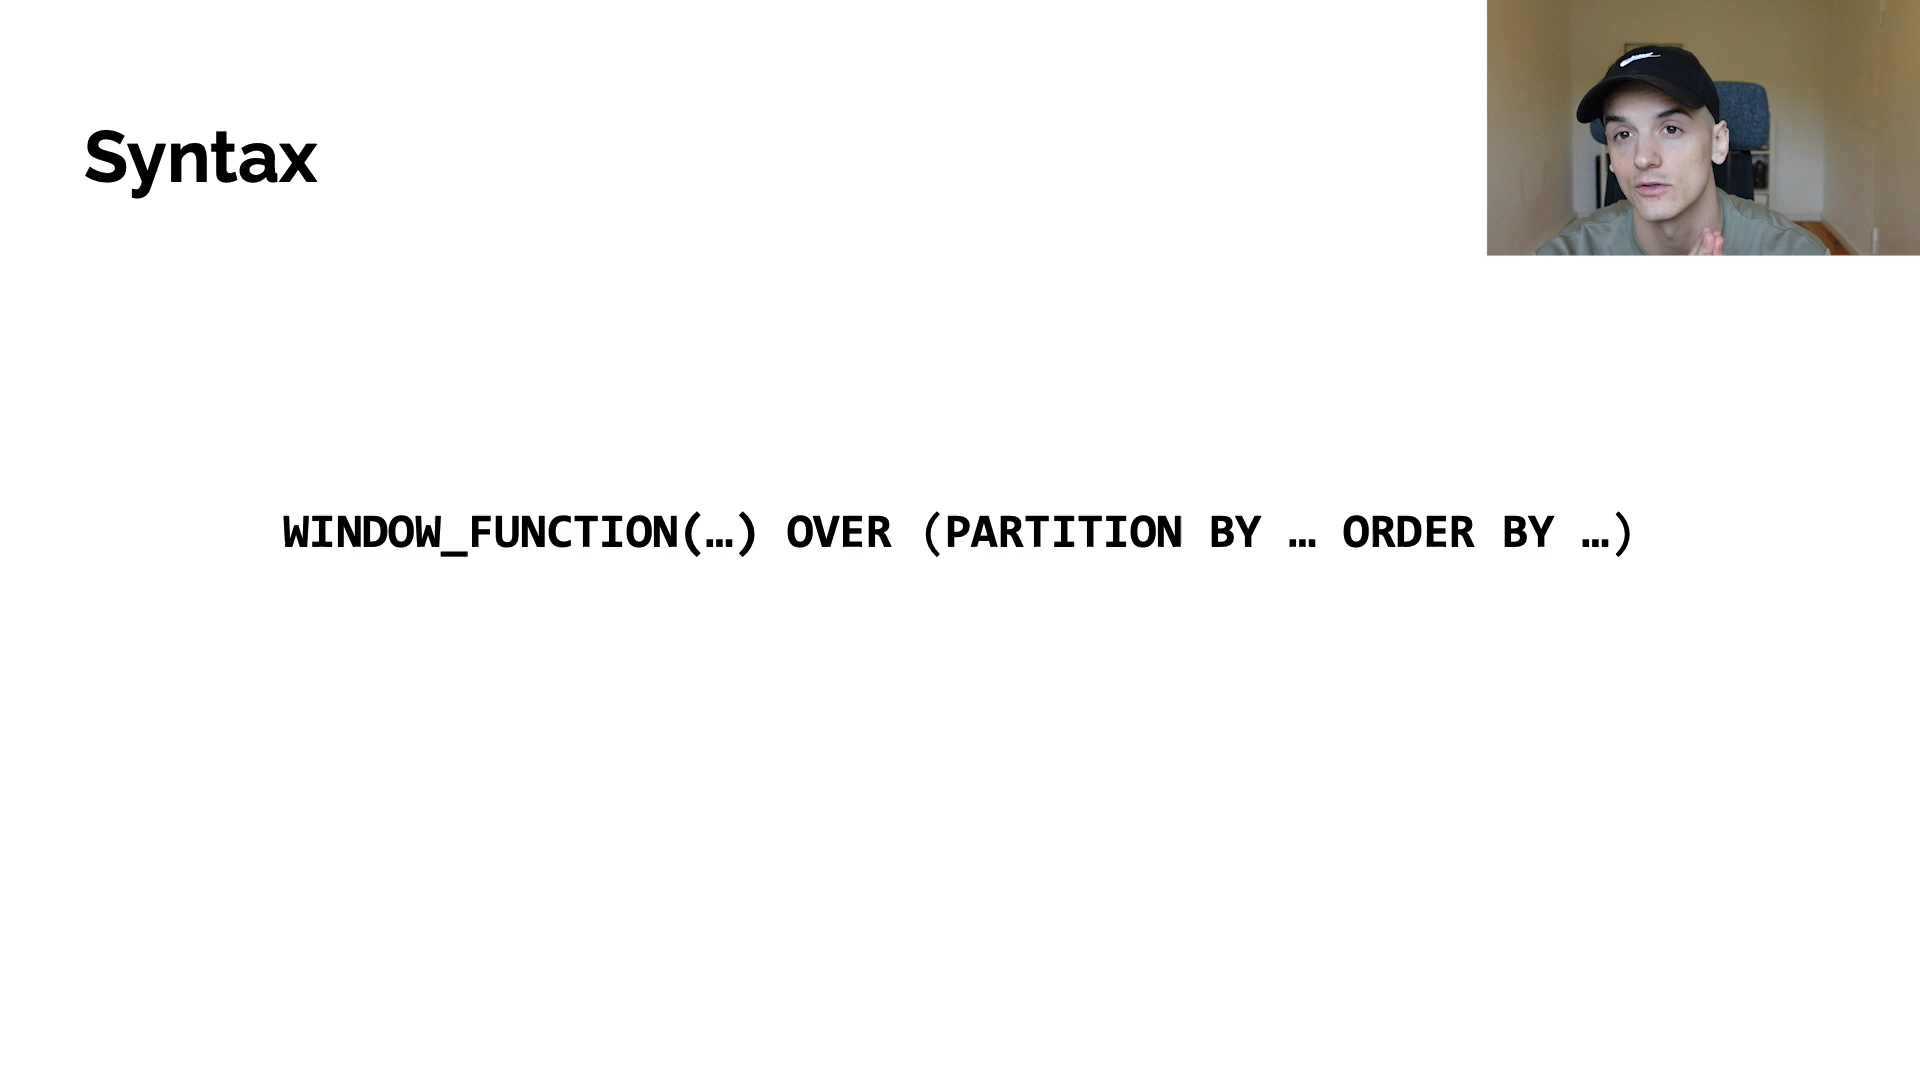 Syntax
WINDOW_FUNCTION(…) OVER (PARTITION BY … ORDER BY …)